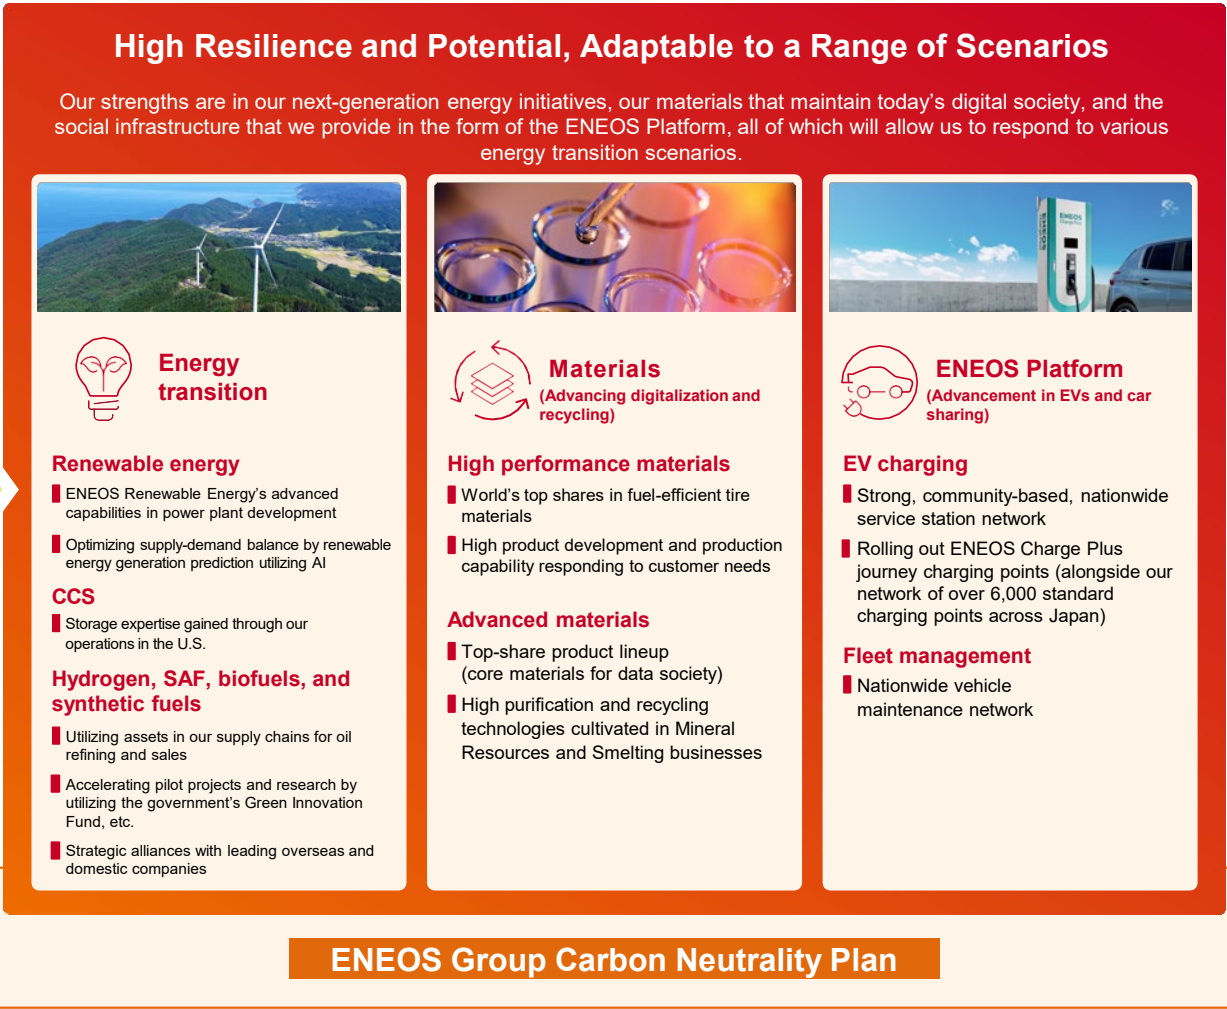 High Resilience and Potential, Adaptable to a Range of Scenarios
Our strengths are in our next-generation energy initiatives, our materials that maintain today's digital society, and the
social infrastructure that we provide in the form of the ENEOS Platform, all of which will allow us to respond to various
energy transition scenarios.
Energy
transition
Renewable energy
ENEOS Renewable Energy's advanced
capabilities in power plant development
Optimizing supply-demand balance by renewable
energy generation prediction utilizing AI
CCS
Storage expertise gained through our
operations in the U.S.
Hydrogen, SAF, biofuels, and
synthetic fuels
Utilizing assets in our supply chains for oil
refining and sales
Accelerating pilot projects and research by
utilizing the government's Green Innovation
Fund, etc.
Strategic alliances with leading overseas and
domestic companies
Materials
(Advancing digitalization and
recycling)
High performance materials
World's top shares in fuel-efficient tire
materials
High product development and production
capability responding to customer needs
Advanced materials
Top-share product lineup
(core materials for data society)
High purification and recycling
technologies cultivated in Mineral
Resources and Smelting businesses
ENEOS
Charge Plus
ENEOS
ENEOS Platform
(Advancement in EVs and car
sharing)
EV charging
Strong, community-based, nationwide
service station network
Rolling out ENEOS Charge Plus
journey charging points (alongside our
network of over 6,000 standard
charging points across Japan)
Fleet management
Nationwide vehicle
maintenance network
ENEOS Group Carbon Neutrality Plan